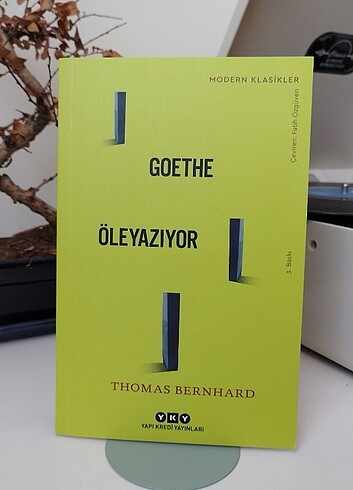 MODERN KLASİKLER
Çeviren: Fatih Özgüven
GOETHE
ÖLEYAZIYOR
3. Baskı
THOMAS BERNHARD
YKY
YAPI KREDİ YAYINLARI